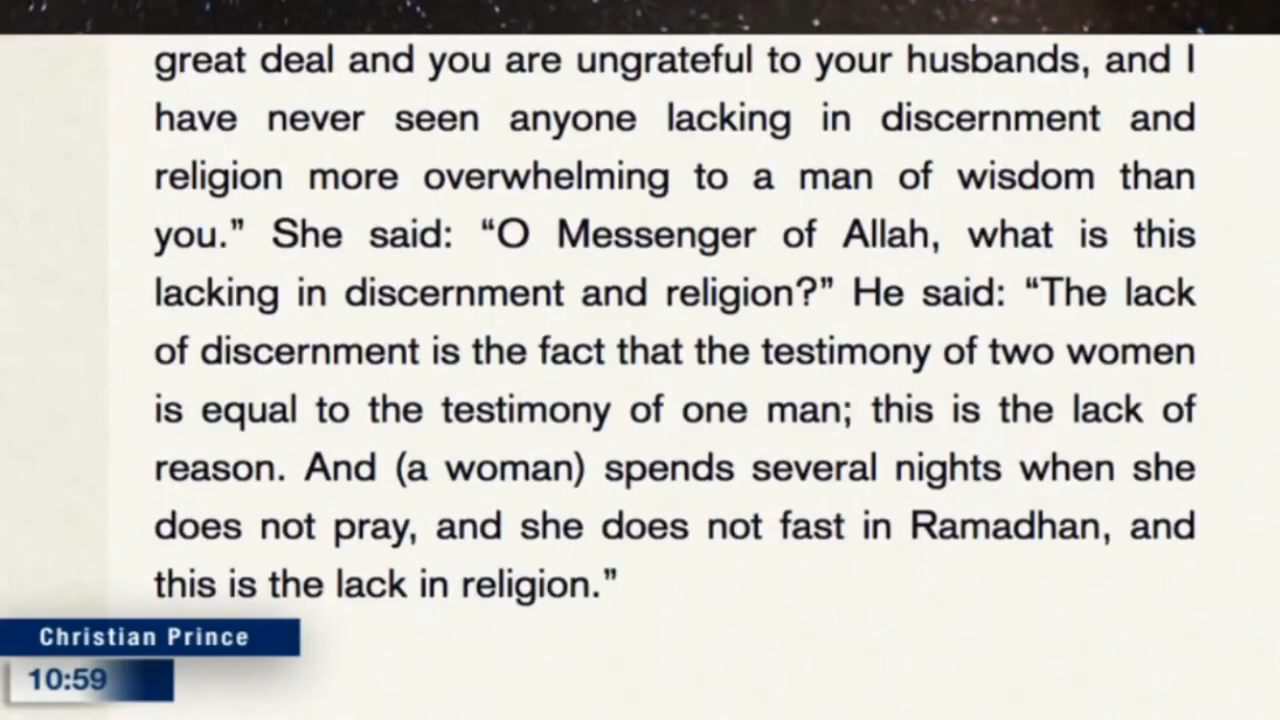 great deal and you are ungrateful to your husbands, and I
have never seen anyone lacking in discernment and
religion more overwhelming to a man of wisdom than
you.” She said: “O Messenger of Allah, what is this
lacking in discernment and religion?” He said: “The lack
of discernment is the fact that the testimony of two women
is equal to the testimony of one man; this is the lack of
reason. And (a woman) spends several nights when she
does not pray, and she does not fast in Ramadhan, and
this is the lack in religion.”
Christian Prince
10:59